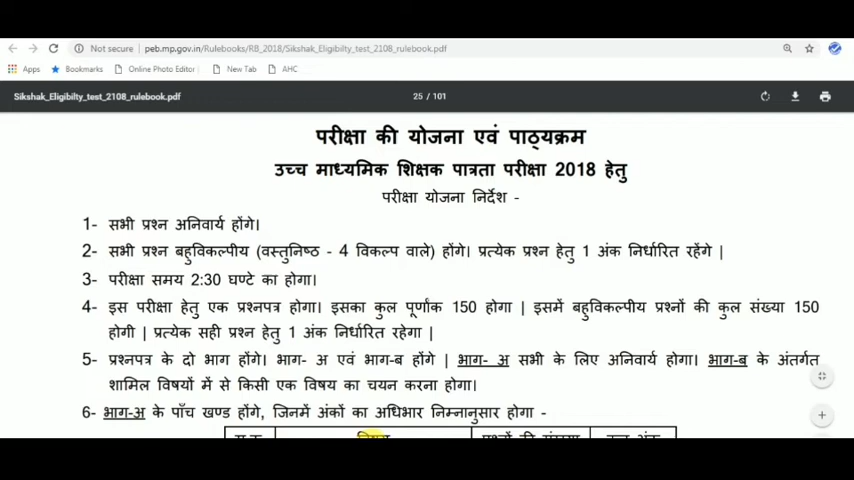 Not secure | peb.mp.gov.in/Rulebooks/RB_2018/Sikshak_Eligibilty_test_2108_rulebook.pdf
Apps Bookmarks Online Photo Editor New Tab AHC
Sikshak_Eligibilty_test_2108_rulebook.pdf 25 / 101
परीक्षा की योजना एवं पाठ्यक्रम
उच्च माध्यमिक शिक्षक पात्रता परीक्षा 2018 हेतु
परीक्षा योजना निर्देश -
1- सभी प्रश्न अनिवार्य होंगे।
2- सभी प्रश्न बहुविकल्पीय (वस्तुनिष्ठ - 4 विकल्प वाले) होंगे। प्रत्येक प्रश्न हेतु 1 अंक निर्धारित रहेंगे |
3- परीक्षा समय 2:30 घण्टे का होगा।
4- इस परीक्षा हेतु एक प्रश्नपत्र होगा। इसका कुल पूर्णांक 150 होगा | इसमें बहुविकल्पीय प्रश्नों की कुल संख्या 150
होगी | प्रत्येक सही प्रश्न हेतु 1 अंक निर्धारित रहेगा |
5- प्रश्नपत्र के दो भाग होंगे। भाग- अ एवं भाग-ब होंगे | भाग- अ सभी के लिए अनिवार्य होगा। भाग-ब के अंतर्गत
शामिल विषयों में से किसी एक विषय का चयन करना होगा।
6- भाग-अ के पाँच खण्ड होंगे, जिनमें अंकों का अधिभार निम्नानुसार होगा -